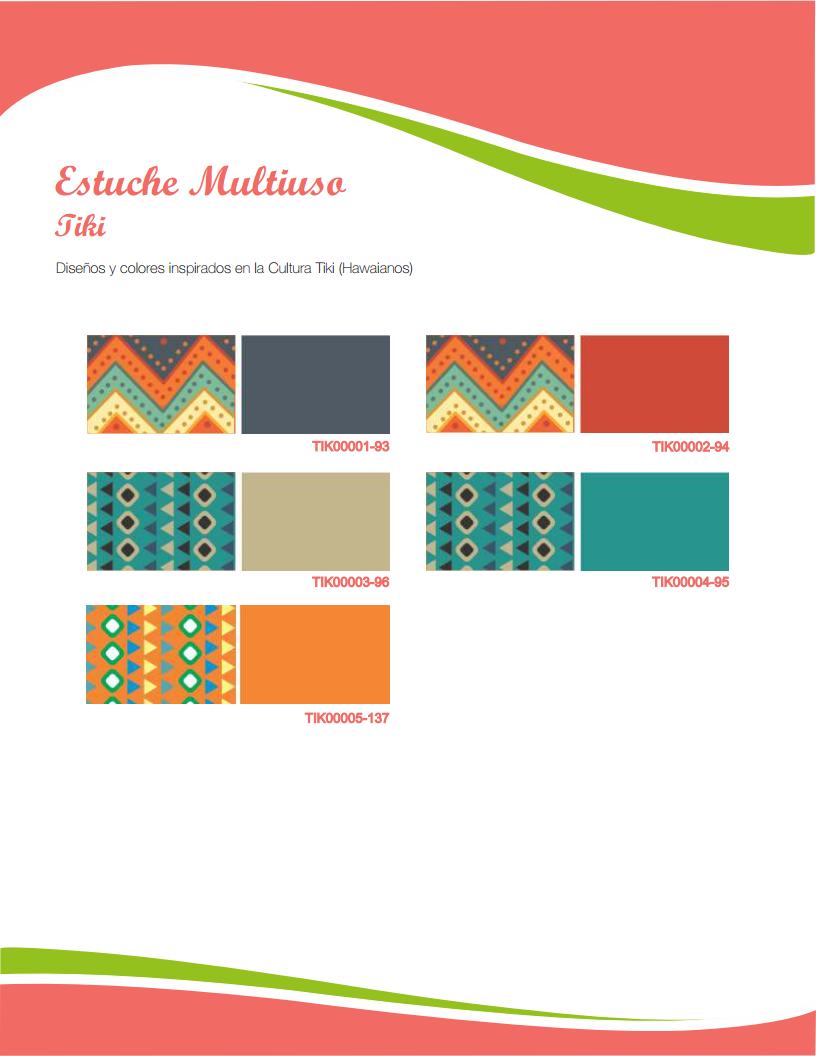 Estuche Multiuso
Tiki
Diseños y colores inspirados en la Cultura Tiki (Hawaianos)
TIK00001-93
TIK00002-94
TIK00003-96
TIK00004-95
TIK00005-137